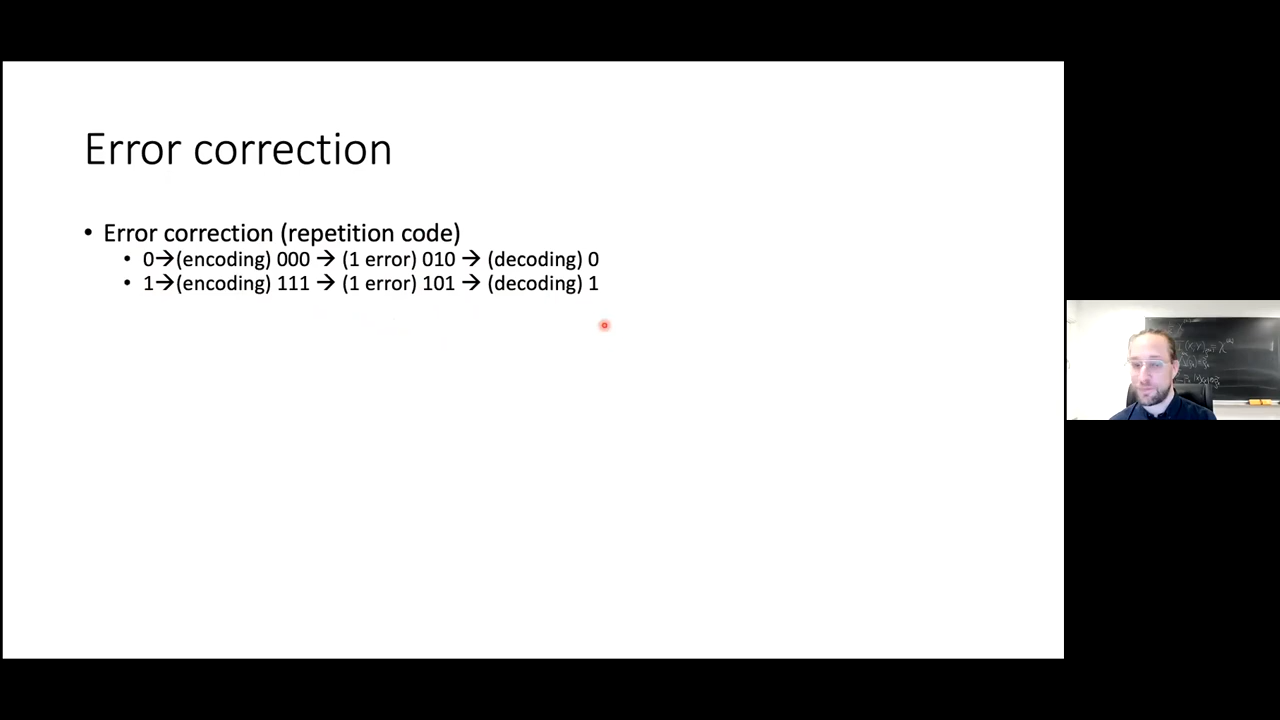 Error correction
• Error correction (repetition code)
• 0→(encoding) 000 → (1 error) 010 → (decoding) 0
• 1→(encoding) 111 → (1 error) 101 → (decoding) 1